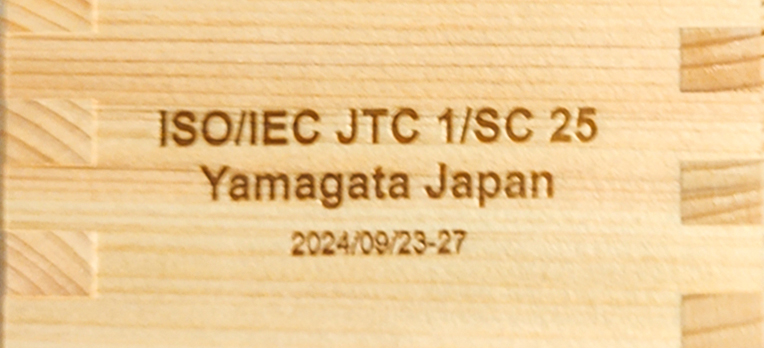 ISO/IEC JTC 1/SC 25
Yamagata Japan
2024/09/23-27